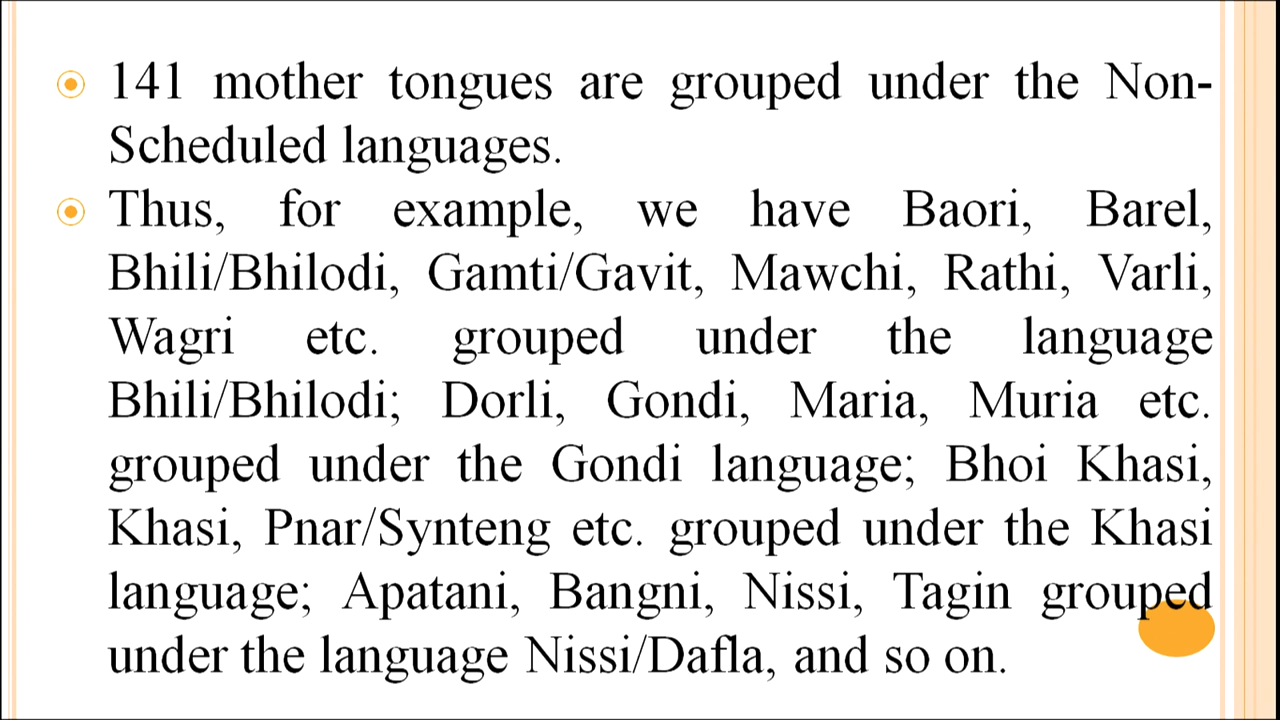 141 mother tongues are grouped under the Non-
Scheduled languages.
Thus, for example, we have Baori, Barel,
Bhili/Bhilodi, Gamti/Gavit, Mawchi, Rathi, Varli,
Wagri etc. grouped under the language
Bhili/Bhilodi; Dorli, Gondi, Maria, Muria etc.
grouped under the Gondi language; Bhoi Khasi,
Khasi, Pnar/Synteng etc. grouped under the Khasi
language; Apatani, Bangni, Nissi, Tagin grouped
under the language Nissi/Dafla, and so on.